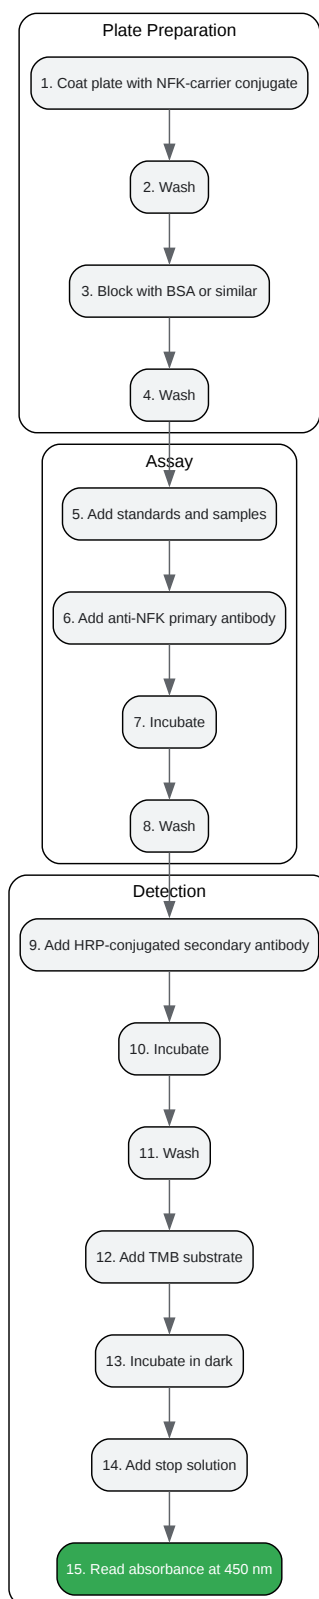 Plate Preparation
1. Coat plate with NFK-carrier conjugate
2. Wash
3. Block with BSA or similar
4. Wash
Assay
5. Add standards and samples
6. Add anti-NFK primary antibody
7. Incubate
8. Wash
Detection
9. Add HRP-conjugated secondary antibody
10. Incubate
11. Wash
12. Add TMB substrate
13. Incubate in dark
14. Add stop solution
15. Read absorbance at 450 nm